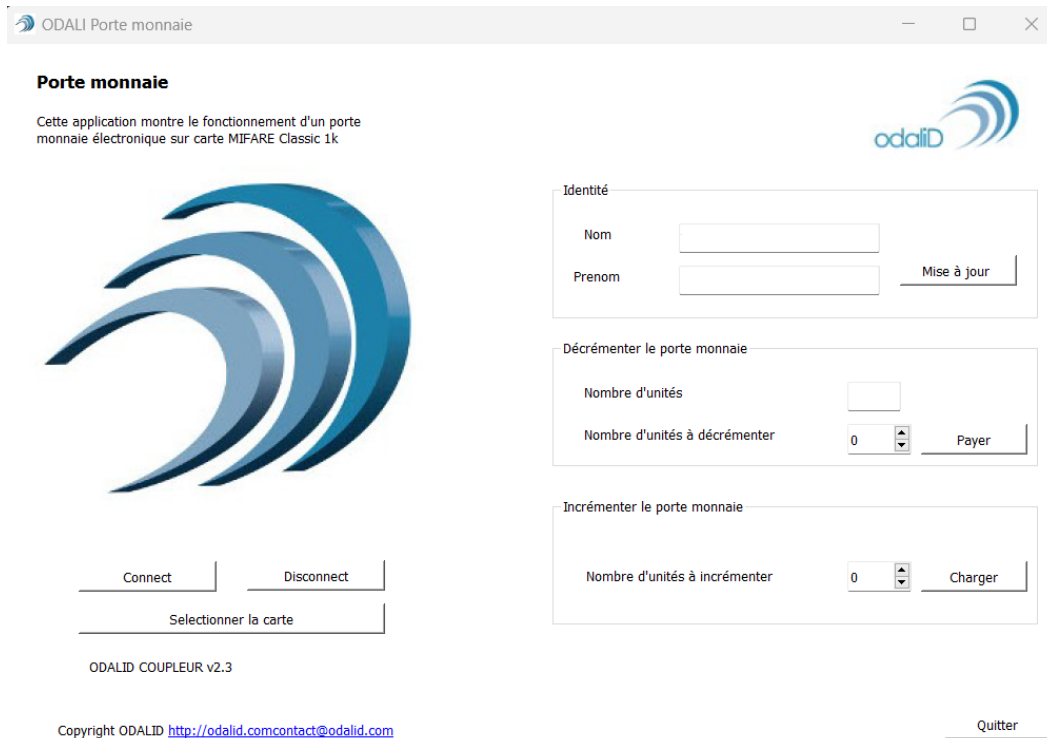 ODALI Porte monnaie
Porte monnaie
Cette application montre le fonctionnement d'un porte
monnaie électronique sur carte MIFARE Classic 1k
odaliD
Identité
Nom
Prenom
Mise à jour
Décrémenter le porte monnaie
Nombre d'unités
Nombre d'unités à décrémenter
0
Payer
Incrémenter le porte monnaie
Nombre d'unités à incrémenter
0
Charger
Connect
Disconnect
Selectionner la carte
ODALID COUPLEUR v2.3
Copyright ODALID http://odalid.comcontact@odalid.com
Quitter